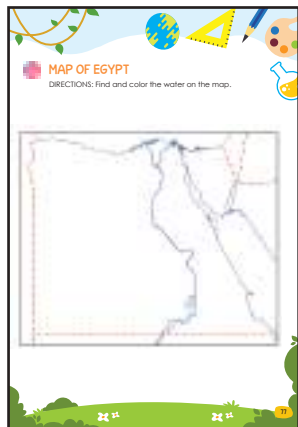 MAP OF EGYPT
DIRECTIONS: Find and color the water on the map.
77